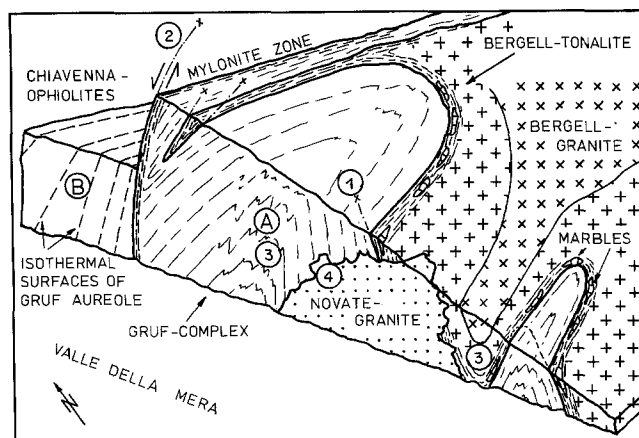 2
CHIAVENNA-
OPHIOLITES
MYLONITE ZONE
BERGELL-TONALITE
BERGELL-
GRANITE
B
1
A
3
4
MARBLES
ISOTHERMAL
SURFACES OF
GRUF AUREOLE
GRUF-COMPLEX
NOVATE-
GRANITE
3
VALLE DELLA MERA
N